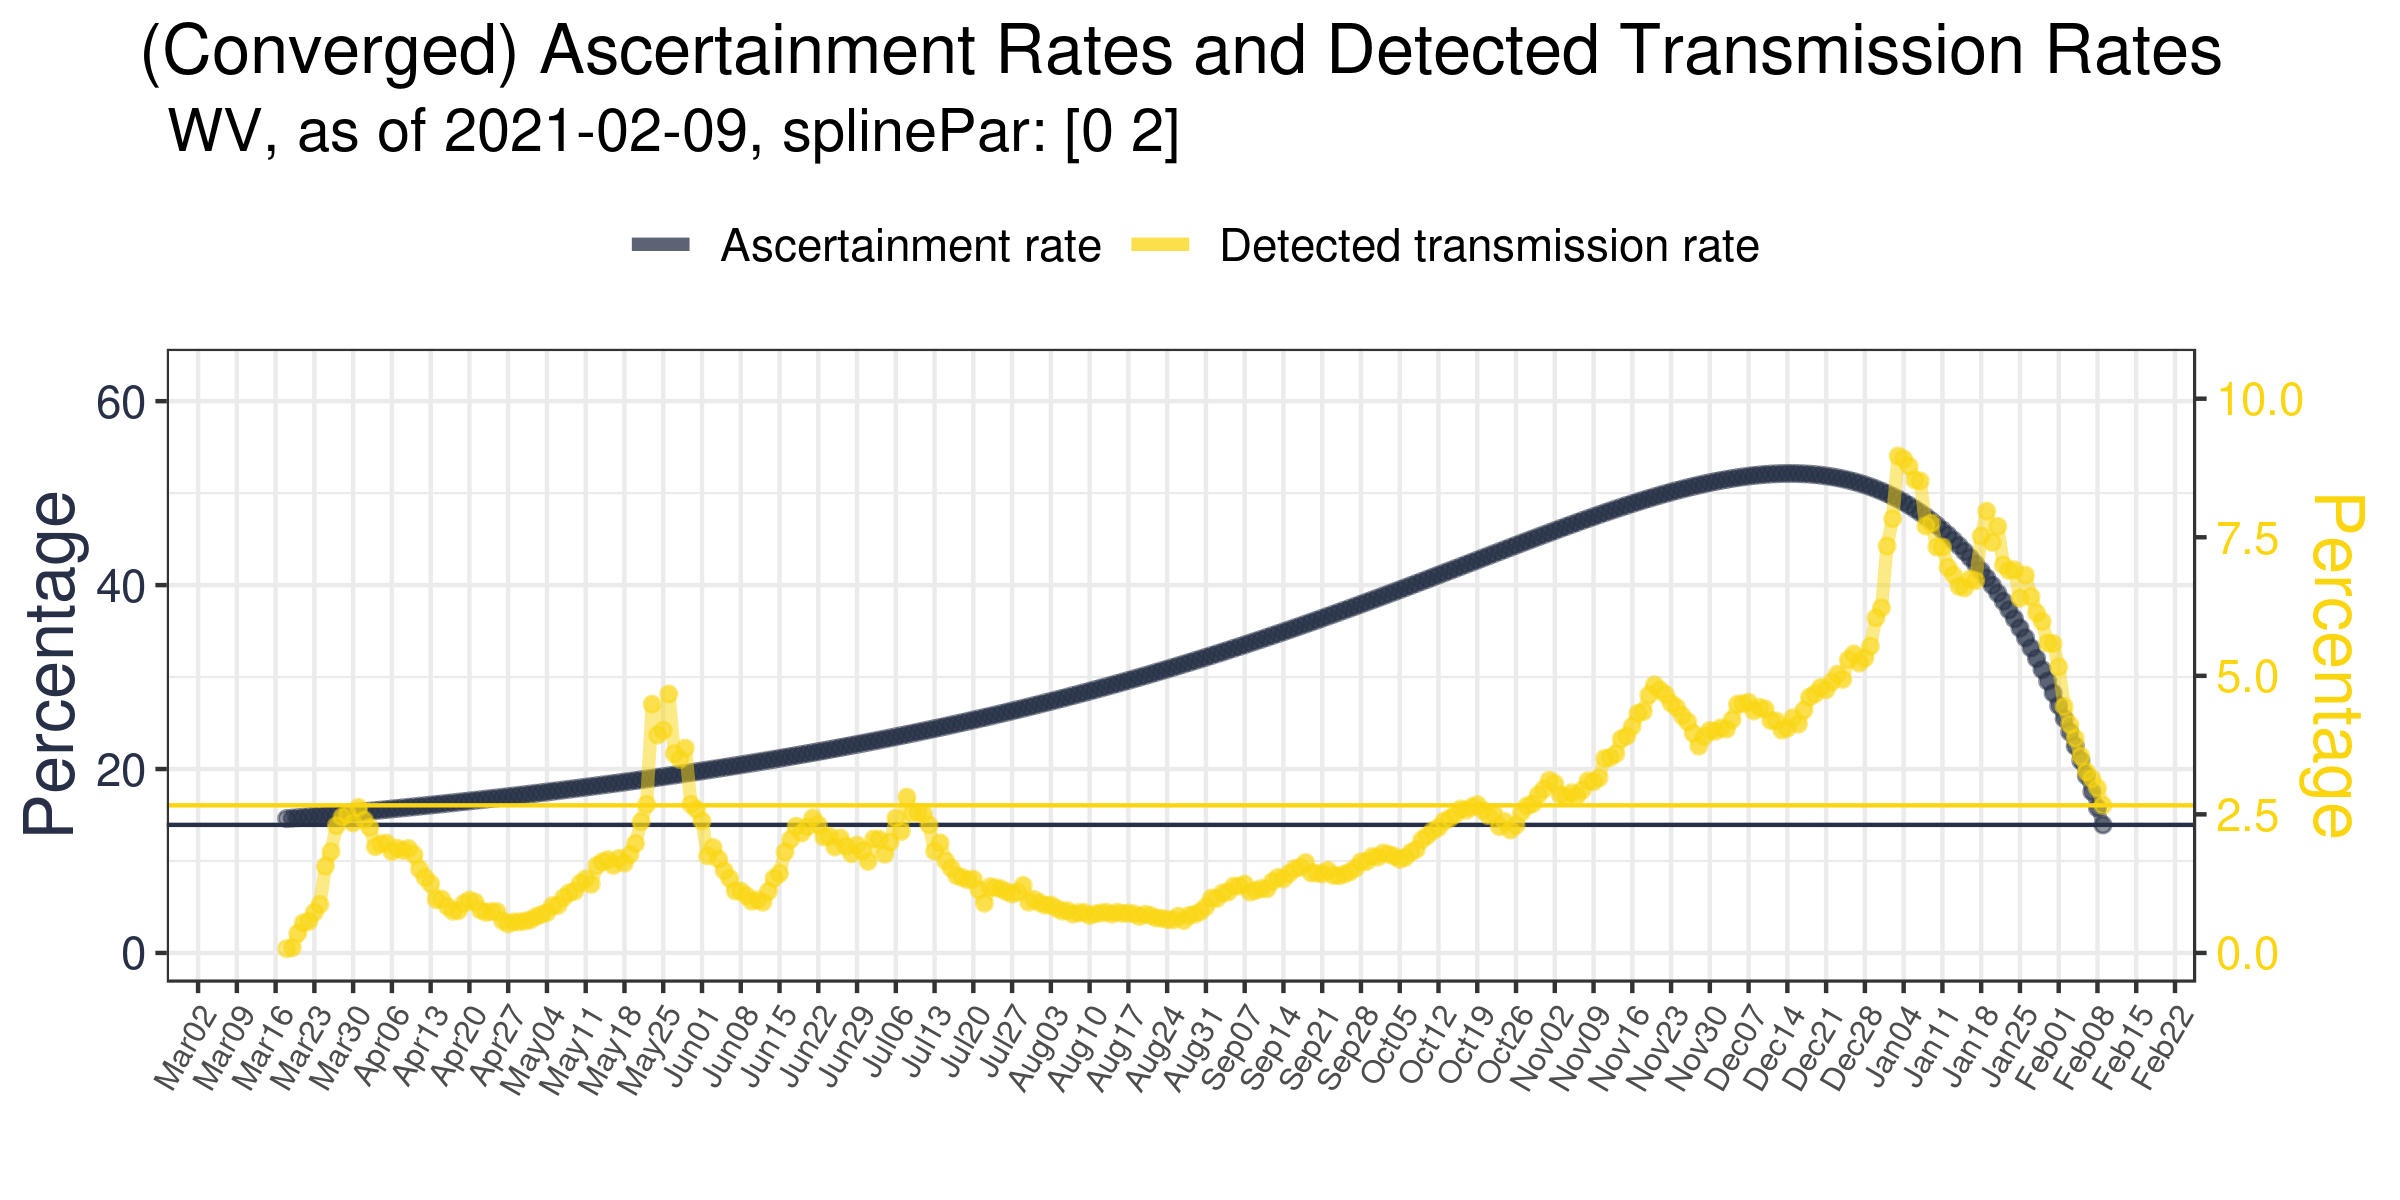 (Converged) Ascertainment Rates and Detected Transmission Rates
WV, as of 2021-02-09, splinePar: [0 2]
Ascertainment rate
Detected transmission rate
Percentage
60
40
20
0
10.0
7.5
5.0
2.5
0.0
Percentage
Mar02
Mar09
Mar16
Mar23
Mar30
Apr06
Apr13
Apr20
Apr27
May04
May11
May18
May25
Jun01
Jun08
Jun15
Jun22
Jun29
Jul06
Jul13
Jul20
Jul27
Aug03
Aug10
Aug17
Aug24
Aug31
Sep07
Sep14
Sep21
Sep28
Oct05
Oct12
Oct19
Oct26
Nov02
Nov09
Nov16
Nov23
Nov30
Dec07
Dec14
Dec21
Dec28
Jan04
Jan11
Jan18
Jan25
Feb01
Feb08
Feb15
Feb22